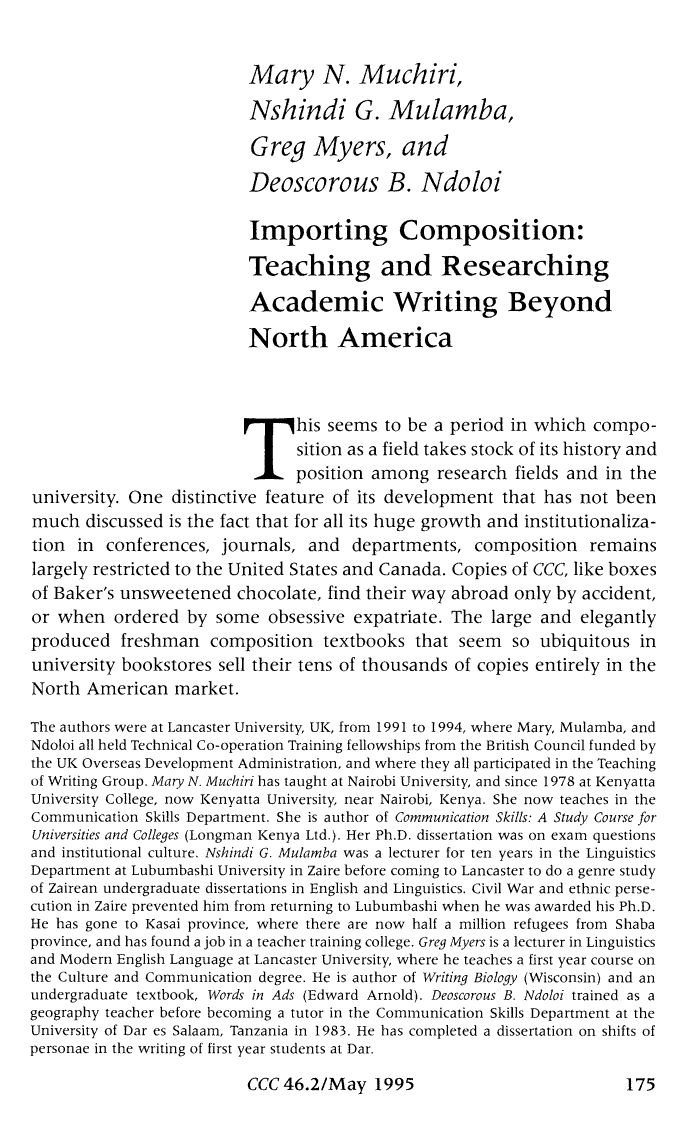 Mary N. Muchiri,
Nshindi G. Mulamba,
Greg Myers, and
Deoscorous B. Ndoloi
Importing Composition:
Teaching and Researching
Academic Writing Beyond
North America
This seems to be a period in which compo-
sition as a field takes stock of its history and
position among research fields and in the
university. One distinctive feature of its development that has not been
much discussed is the fact that for all its huge growth and institutionaliza-
tion in conferences, journals, and departments, composition remains
largely restricted to the United States and Canada. Copies of CCC, like boxes
of Baker's unsweetened chocolate, find their way abroad only by accident,
or when ordered by some obsessive expatriate. The large and elegantly
produced freshman composition textbooks that seem so ubiquitous in
university bookstores sell their tens of thousands of copies entirely in the
North American market.
The authors were at Lancaster University, UK, from 1991 to 1994, where Mary, Mulamba, and
Ndoloi all held Technical Co-operation Training fellowships from the British Council funded by
the UK Overseas Development Administration, and where they all participated in the Teaching
of Writing Group. Mary N. Muchiri has taught at Nairobi University, and since 1978 at Kenyatta
University College, now Kenyatta University, near Nairobi, Kenya. She now teaches in the
Communication Skills Department. She is author of Communication Skills: A Study Course for
Universities and Colleges (Longman Kenya Ltd.). Her Ph.D. dissertation was on exam questions
and institutional culture. Nshindi G. Mulamba was a lecturer for ten years in the Linguistics
Department at Lubumbashi University in Zaire before coming to Lancaster to do a genre study
of Zairean undergraduate dissertations in English and Linguistics. Civil War and ethnic perse-
cution in Zaire prevented him from returning to Lubumbashi when he was awarded his Ph.D.
He has gone to Kasai province, where there are now half a million refugees from Shaba
province, and has found a job in a teacher training college. Greg Myers is a lecturer in Linguistics
and Modern English Language at Lancaster University, where he teaches a first year course on
the Culture and Communication degree. He is author of Writing Biology (Wisconsin) and an
undergraduate textbook, Words in Ads (Edward Arnold). Deoscorous B. Ndoloi trained as a
geography teacher before becoming a tutor in the Communication Skills Department at the
University of Dar es Salaam, Tanzania in 1983. He has completed a dissertation on shifts of
personae in the writing of first year students at Dar.
CCC 46.2/May 1995 175